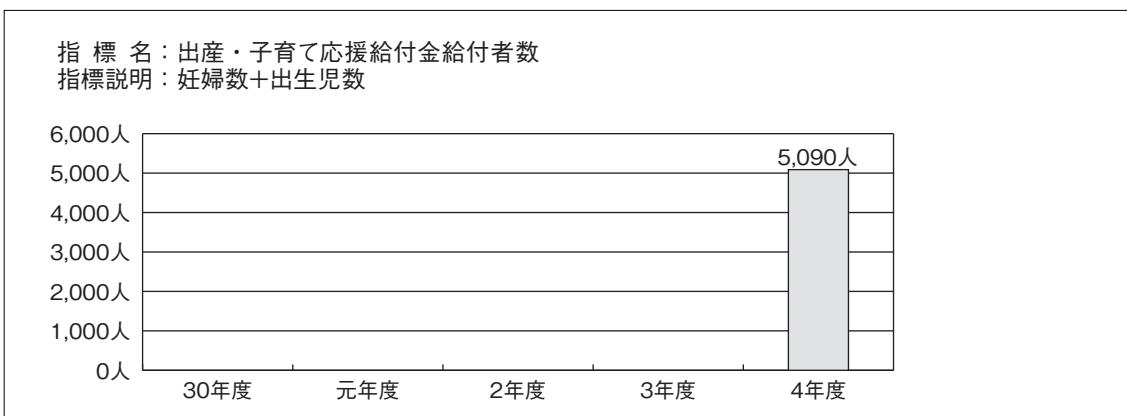 指 標 名：出産・子育て応援給付金給付者数
指標説明：妊婦数＋出生児数
6,000人
5,090人
5,000人
4,000人
3,000人
2,000人
1,000人
0人
30年度 元年度 2年度 3年度 4年度